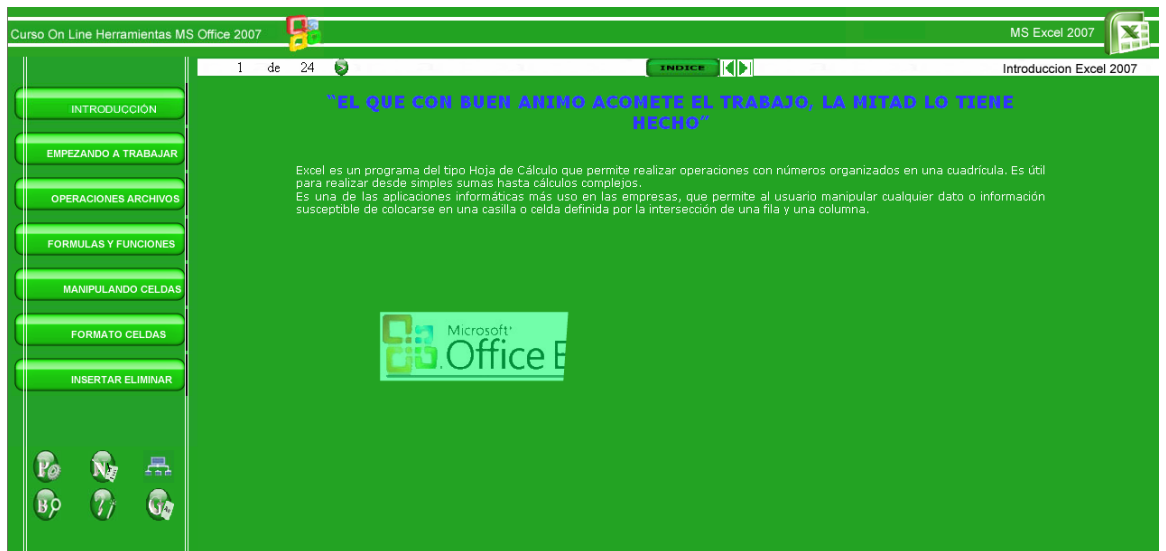 Curso On Line Herramientas MS Office 2007
MS Excel 2007
1 de 24
INDICE
Introduccion Excel 2007
INTRODUCCIÓN
EMPEZANDO A TRABAJAR
OPERACIONES ARCHIVOS
FORMULAS Y FUNCIONES
MANIPULANDO CELDAS
FORMATO CELDAS
INSERTAR ELIMINAR
“EL QUE CON BUEN ANIMO ACOMETE EL TRABAJO, LA MITAD LO TIENE
HECHO”
Excel es un programa del tipo Hoja de Cálculo que permite realizar operaciones con números organizados en una cuadrícula. Es útil
para realizar desde simples sumas hasta cálculos complejos.
Es una de las aplicaciones informáticas más uso en las empresas, que permite al usuario manipular cualquier dato o información
susceptible de colocarse en una casilla o celda definida por la intersección de una fila y una columna.
Microsoft
Office E